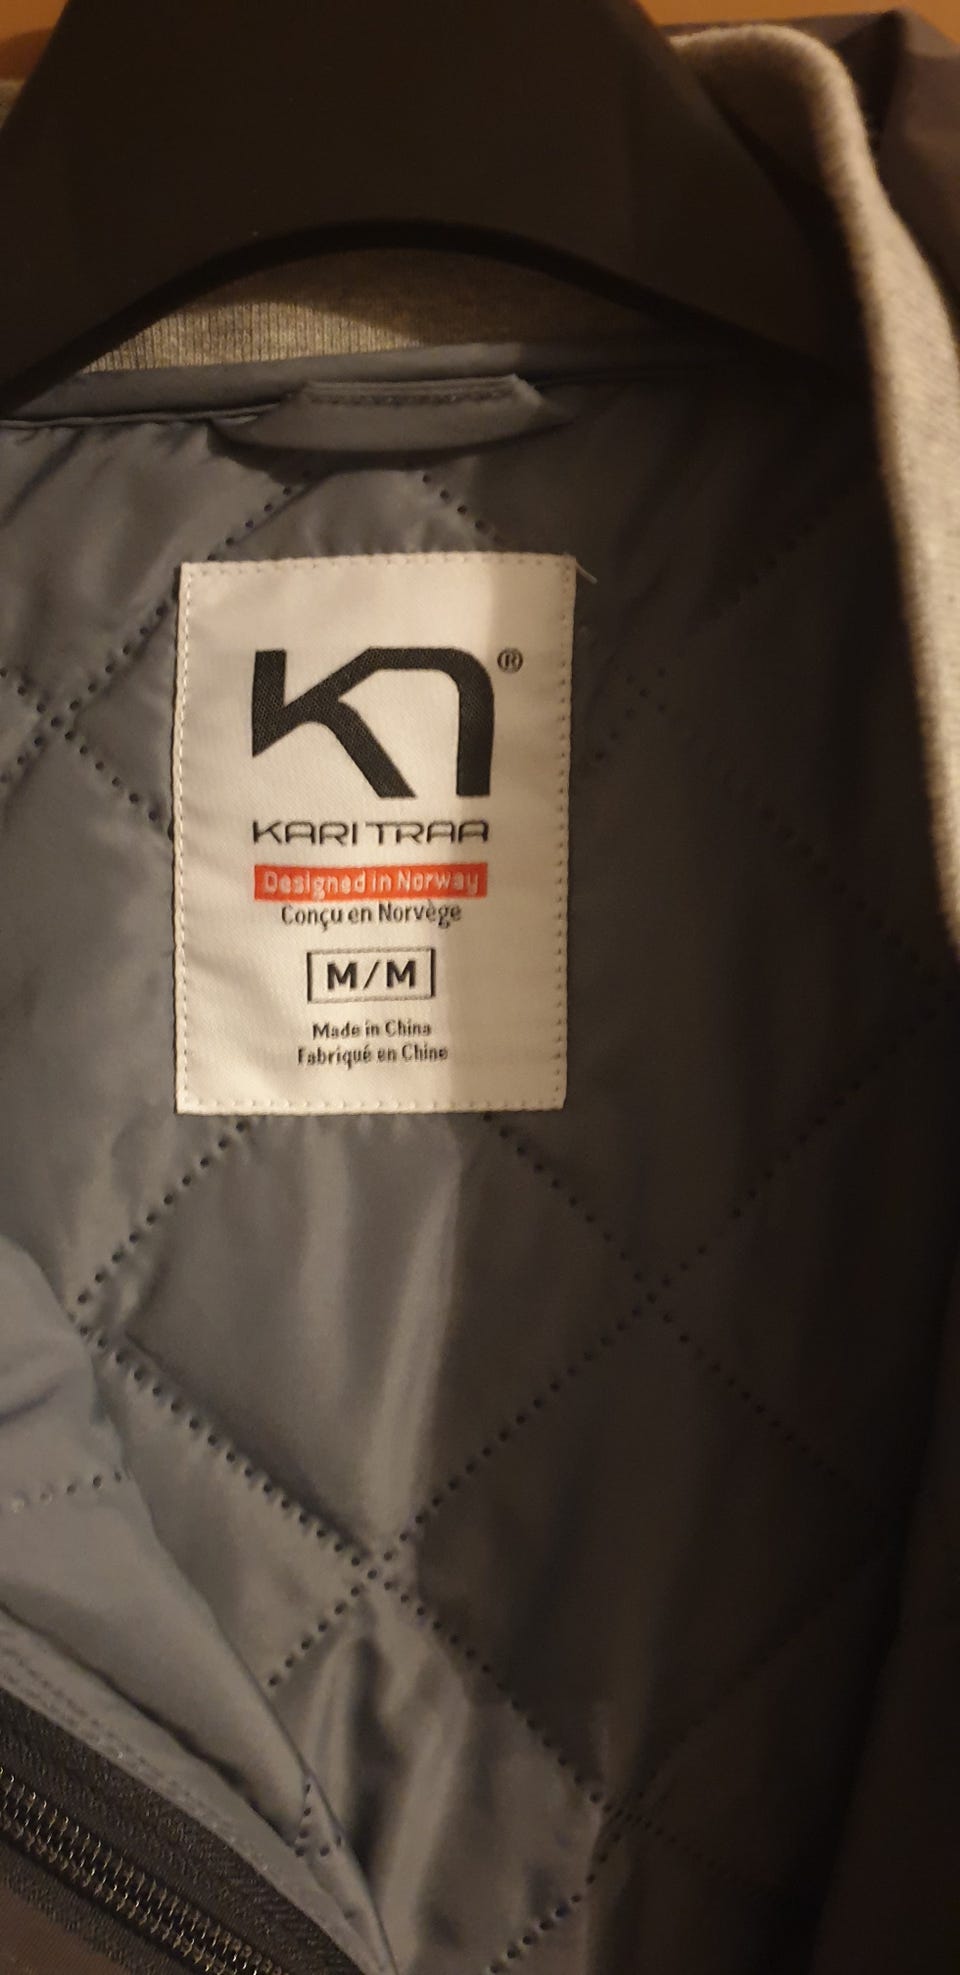 ®
KARI TRAA
Designed in Norway
Conçu en Norvège
M/M
Made in China
Fabriqué en Chine